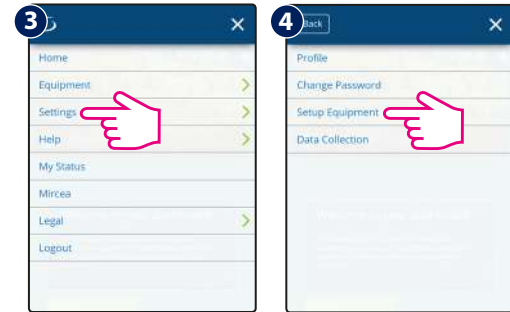 3
Home
Equipment
Settings
Help
My Status
Mircea
Legal
Logout
4
Back
Profile
Change Password
Setup Equipment
Data Collection